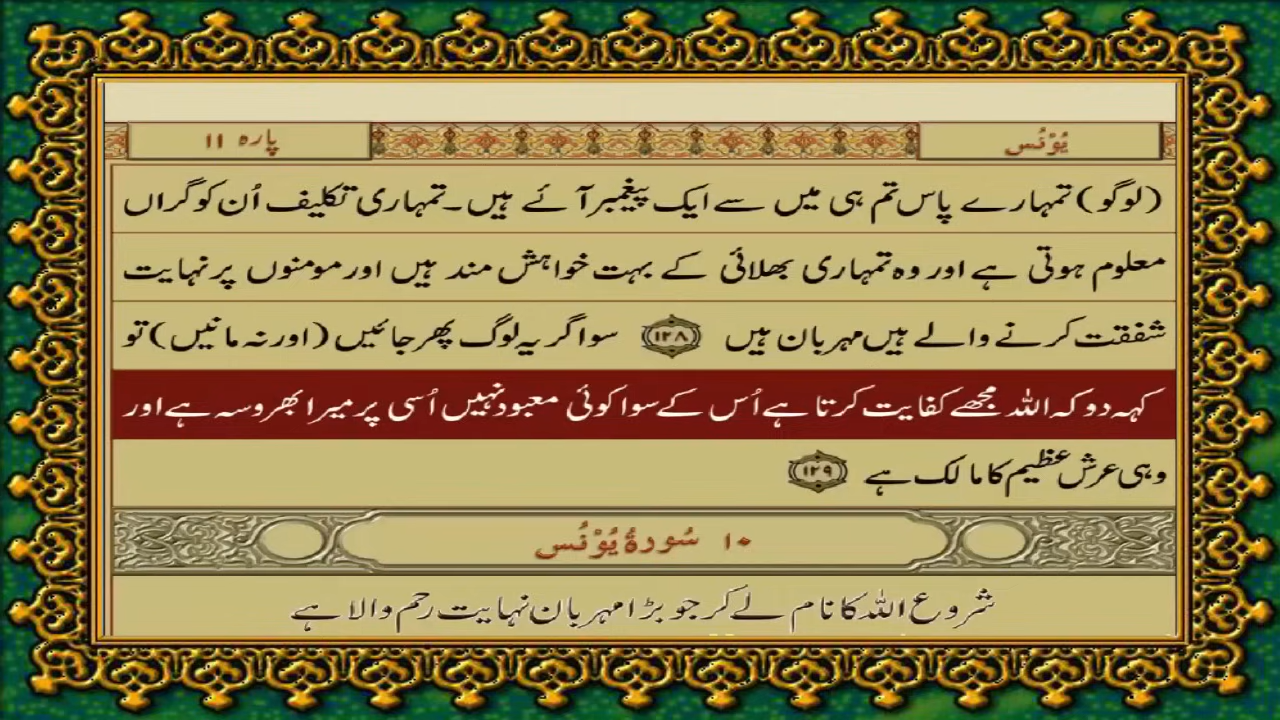 یُوْنُس پارہ ۱۱
(لوگو) تمہارے پاس تم ہی میں سے ایک پیغمبر آئے ہیں۔ تمہاری تکلیف اُن کو گراں
معلوم ہوتی ہے اور وہ تمہاری بھلائی کے بہت خواہش مند ہیں اور مومنوں پر نہایت
شفقت کرنے والے ہیں مہربان ہیں ۱۲۸ سو اگر یہ لوگ پھر جائیں (اور نہ مانیں) تو
کہہ دو کہ اللہ مجھے کفایت کرتا ہے اُس کے سوا کوئی معبود نہیں اُسی پر میرا بھروسہ ہے اور
وہی عرش عظیم کا مالک ہے ۱۲۹
۱۰ سُورۃُ یُوْنُس
شروع اللہ کا نام لے کر جو بڑا مہربان نہایت رحم والا ہے